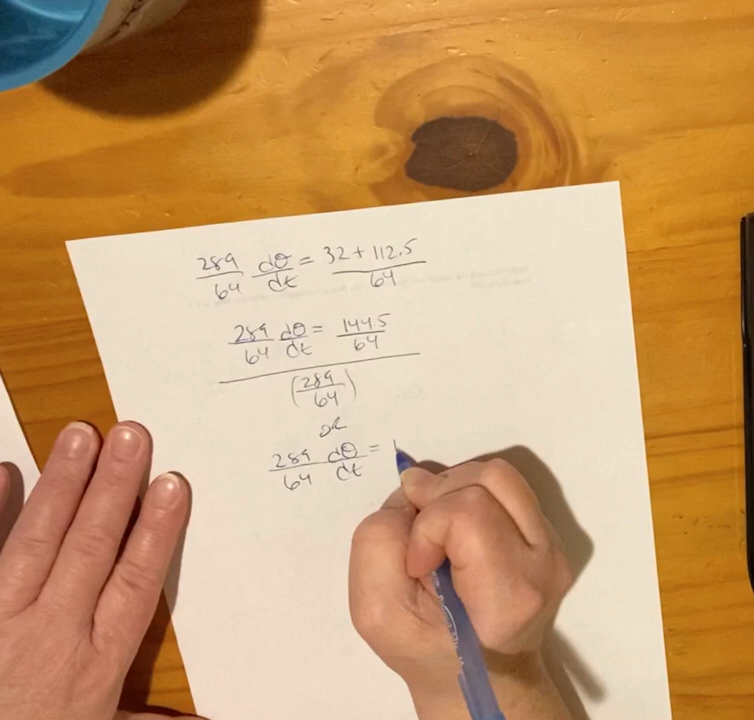 289/64 dθ/dt = 32 + 112.5/64
289/64 dθ/dt = 144.5/64
(289/64)
or
289/64 dθ/dt =